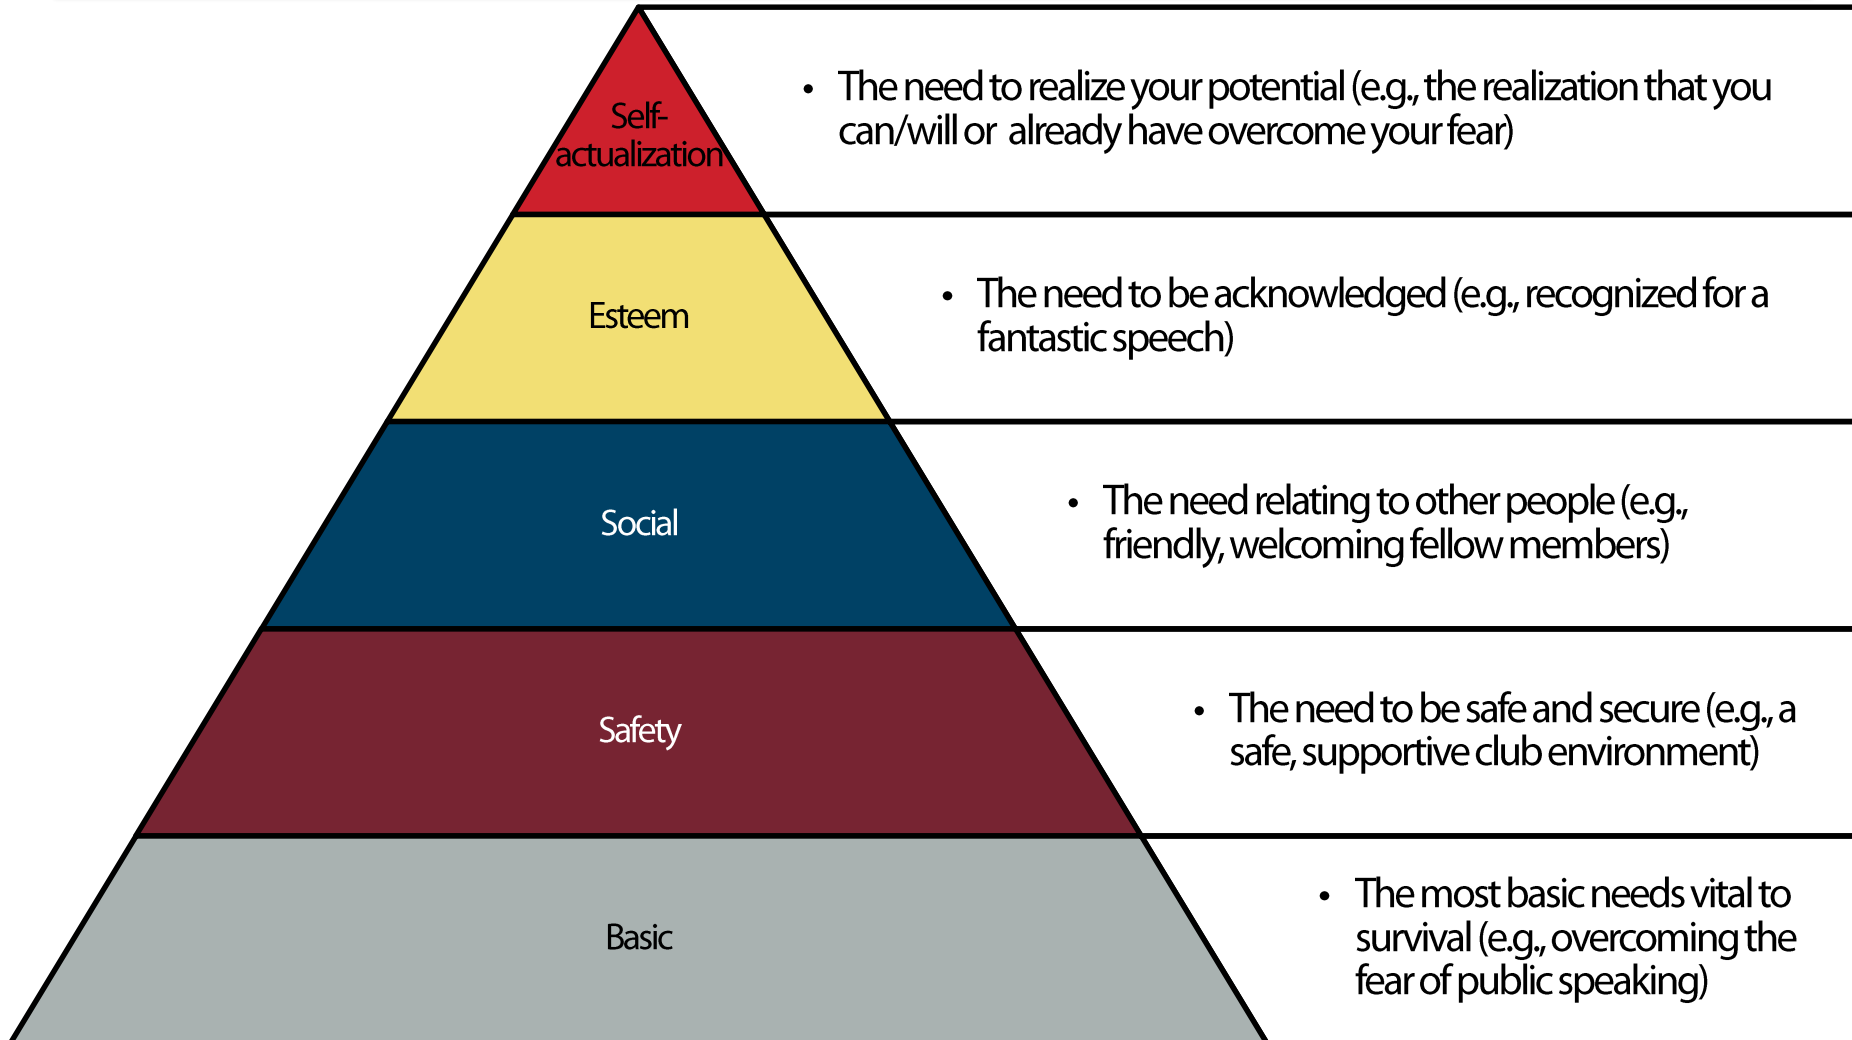 Self-
actualization
• The need to realize your potential (e.g., the realization that you
can/will or already have overcome your fear)
Esteem
• The need to be acknowledged (e.g., recognized for a
fantastic speech)
Social
• The need relating to other people (e.g.,
friendly, welcoming fellow members)
Safety
• The need to be safe and secure (e.g., a
safe, supportive club environment)
Basic
• The most basic needs vital to
survival (e.g., overcoming the
fear of public speaking)